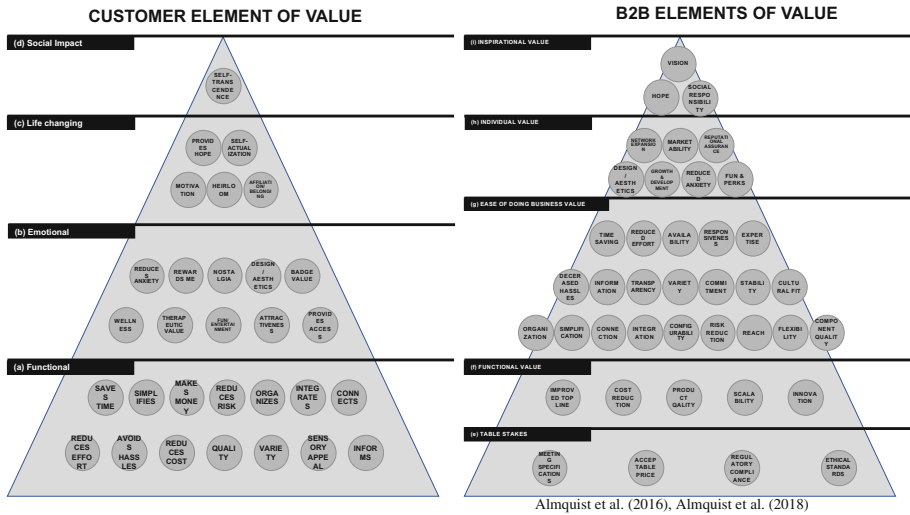 CUSTOMER ELEMENT OF VALUE
(d) Social Impact
SELF-
TRANS
CENDE
NCE
(c) Life changing
PROVID
ES
HOPE
SELF-
ACTUAL
IZATION
MOTIVA
TION
HEIRLO
OM
AFFILIATI
ON/
BELONGI
NG
(b) Emotional
REDUCE
S
ANXIETY
REWAR
DS ME
NOSTA
LGIA
DESIGN
/
AESTH
ETICS
BADGE
VALUE
WELLN
ESS
THERAP
EUTIC
VALUE
FUN/
ENTERTAI
NMENT
ATTRAC
TIVENES
S
PROVID
ES
ACCES
S
(a) Functional
SAVE
S
TIME
SIMPL
IFIES
MAKE
S
MONE
Y
REDU
CES
RISK
ORGA
NIZES
INTEG
RATE
S
CONN
ECTS
REDU
CES
EFFO
RT
AVOID
S
HASS
LES
REDU
CES
COST
QUALI
TY
VARIE
TY
SENS
ORY
APPE
AL
INFOR
MS
B2B ELEMENTS OF VALUE
(i) INSPIRATIONAL VALUE
VISION
HOPE
SOCIAL
RESPO
NSIBILI
TY
(h) INDIVIDUAL VALUE
NETWORK
EXPANSIO
N
MARKET
ABILITY
REPUTATI
ONAL
ASSURAN
CE
DESIGN
/
AESTH
ETICS
GROWTH
&
DEVELOP
MENT
REDUCE
D
ANXIETY
FUN &
PERKS
(g) EASE OF DOING BUSINESS VALUE
TIME
SAVING
REDUCE
D
EFFORT
AVAILA
BILITY
RESPON
SIVENES
S
EXPER
TISE
DECER
ASED
HASSL
ES
INFORM
ATION
TRANSP
ARENCY
VARIET
Y
COMMI
TMENT
STABILI
TY
CULTU
RAL FIT
ORGANI
ZATION
SIMPLIFI
CATION
CONNE
CTION
INTEGR
ATION
CONFIG
URABILI
TY
RISK
REDUC
TION
REACH
FLEXIBI
LITY
COMPO
NENT
QUALIT
Y
(f) FUNCTIONAL VALUE
IMPROV
ED TOP
LINE
COST
REDUC
TION
PRODU
CT
QALITY
SCALA
BILITY
INNOVA
TION
(e) TABLE STAKES
MEETIN
G
SPECIFI
CATION
S
ACCEP
TABLE
PRICE
REGUL
ATORY
COMPLI
ANCE
ETHICAL
STANDA
RDS
Almquist et al. (2016), Almquist et al. (2018)